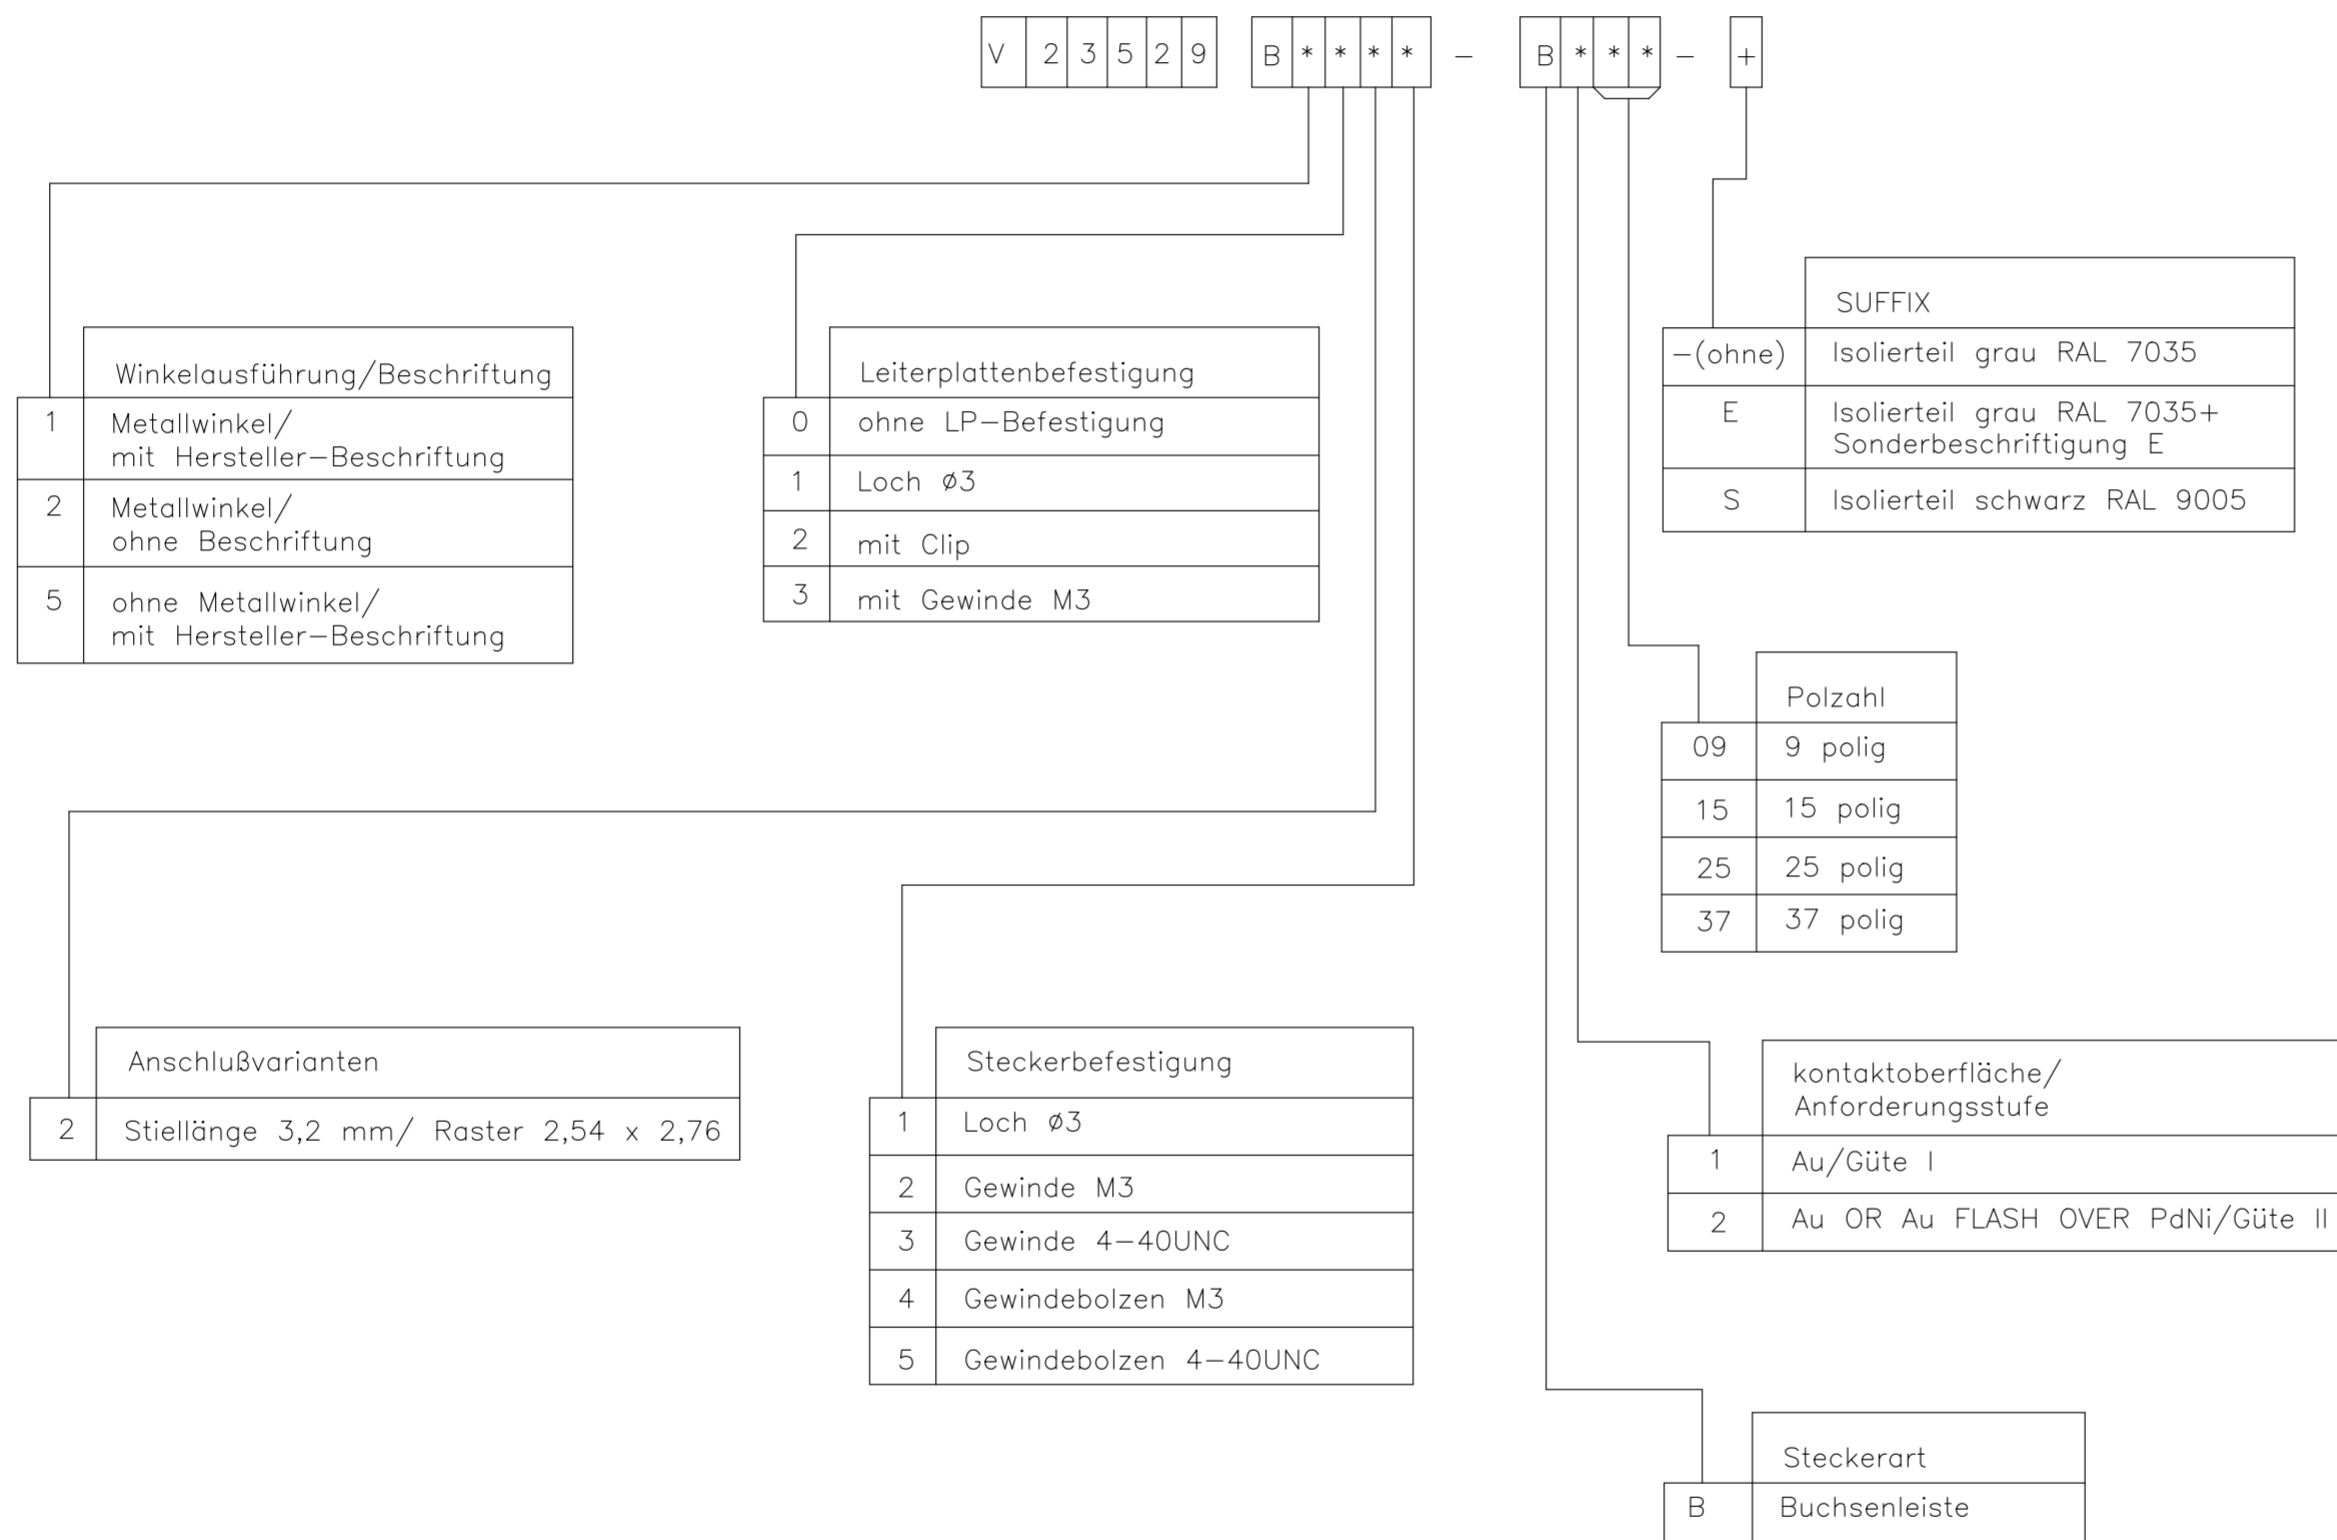 V 2 3 5 2 9 B * * * * - B * * * - +
Winkelausführung/Beschriftung
1 Metallwinkel/
mit Hersteller-Beschriftung
2 Metallwinkel/
ohne Beschriftung
5 ohne Metallwinkel/
mit Hersteller-Beschriftung
Leiterplattenbefestigung
0 ohne LP-Befestigung
1 Loch ø3
2 mit Clip
3 mit Gewinde M3
SUFFIX
-(ohne) Isolierteil grau RAL 7035
E Isolierteil grau RAL 7035+
Sonderbeschriftigung E
S Isolierteil schwarz RAL 9005
Polzahl
09 9 polig
15 15 polig
25 25 polig
37 37 polig
Anschlußvarianten
2 Stiellänge 3,2 mm/ Raster 2,54 x 2,76
Steckerbefestigung
1 Loch ø3
2 Gewinde M3
3 Gewinde 4-40UNC
4 Gewindebolzen M3
5 Gewindebolzen 4-40UNC
kontaktoberfläche/
Anforderungsstufe
1 Au/Güte I
2 Au OR Au FLASH OVER PdNi/Güte II
Steckerart
B Buchsenleiste